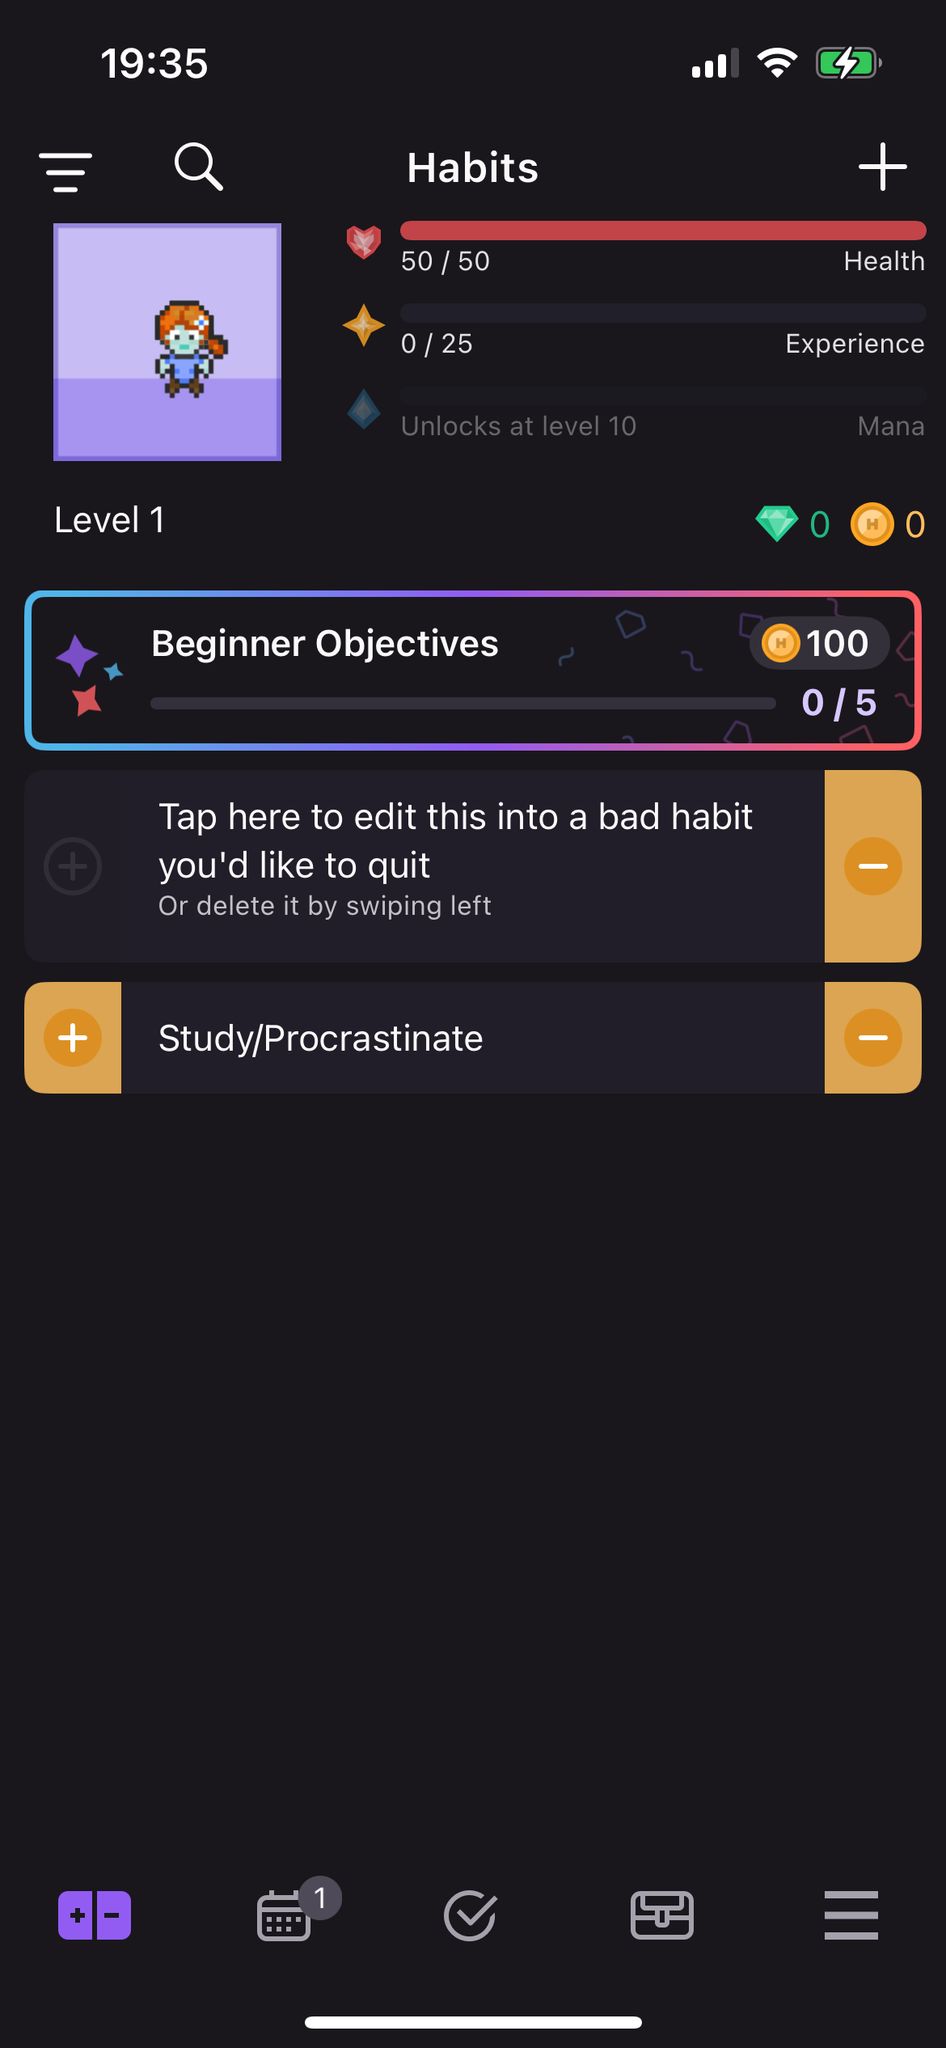 19:35
Habits
50 / 50 Health
0 / 25 Experience
Unlocks at level 10 Mana
Level 1 0 0
Beginner Objectives 100
0 / 5
Tap here to edit this into a bad habit
you'd like to quit
Or delete it by swiping left
Study/Procrastinate
1